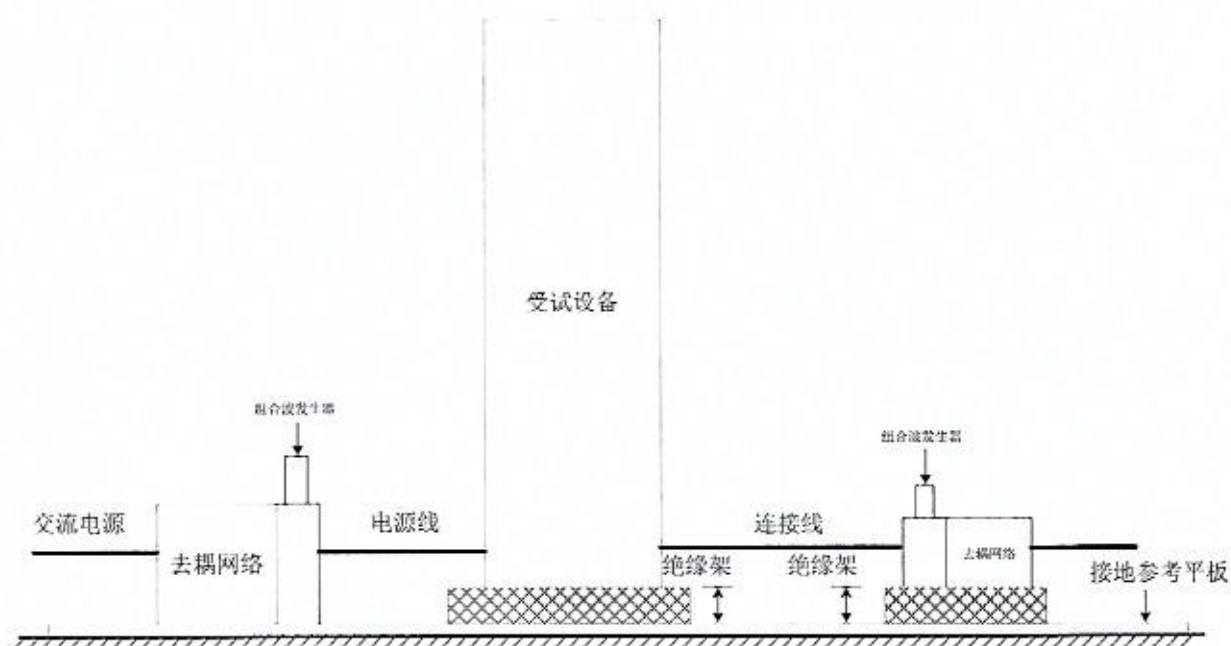 受试设备
组合波发生器
组合波发生器
交流电源
电源线
连接线
去耦网络
绝缘架
绝缘架
去耦网络
接地参考平板